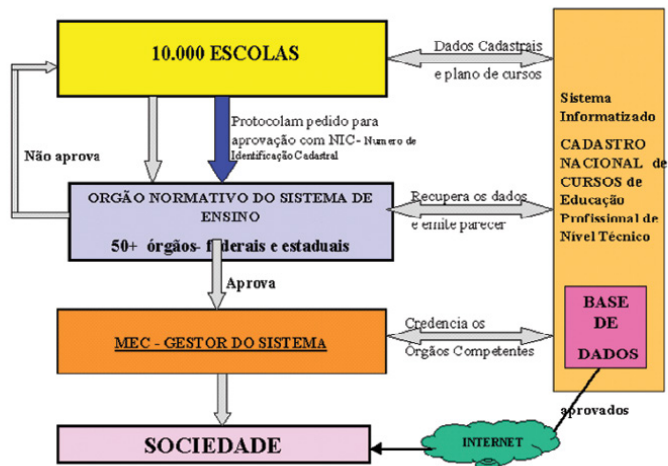 10.000 ESCOLAS
Dados Cadastrais
e plano de cursos
Sistema
Informatizado
CADASTRO
NACIONAL de
CURSOS de
Educação
Profissional de
Nível Técnico
Não aprova
Protocolam pedido para
aprovação com NIC- Numero de
Identificação Cadastral
ORGÃO NORMATIVO DO SISTEMA DE
ENSINO
50+ órgãos- federais e estaduais
Recupera os dados
e emite parecer
Aprova
MEC - GESTOR DO SISTEMA
Credencia os
Órgãos Competentes
BASE
DE
DADOS
aprovados
SOCIEDADE
INTERNET